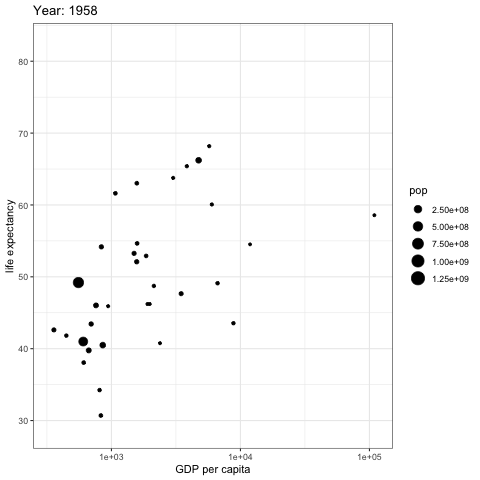 Year: 1958
80
70
60
50
40
30
life expectancy
1e+03
1e+04
1e+05
GDP per capita
pop
2.50e+08
5.00e+08
7.50e+08
1.00e+09
1.25e+09